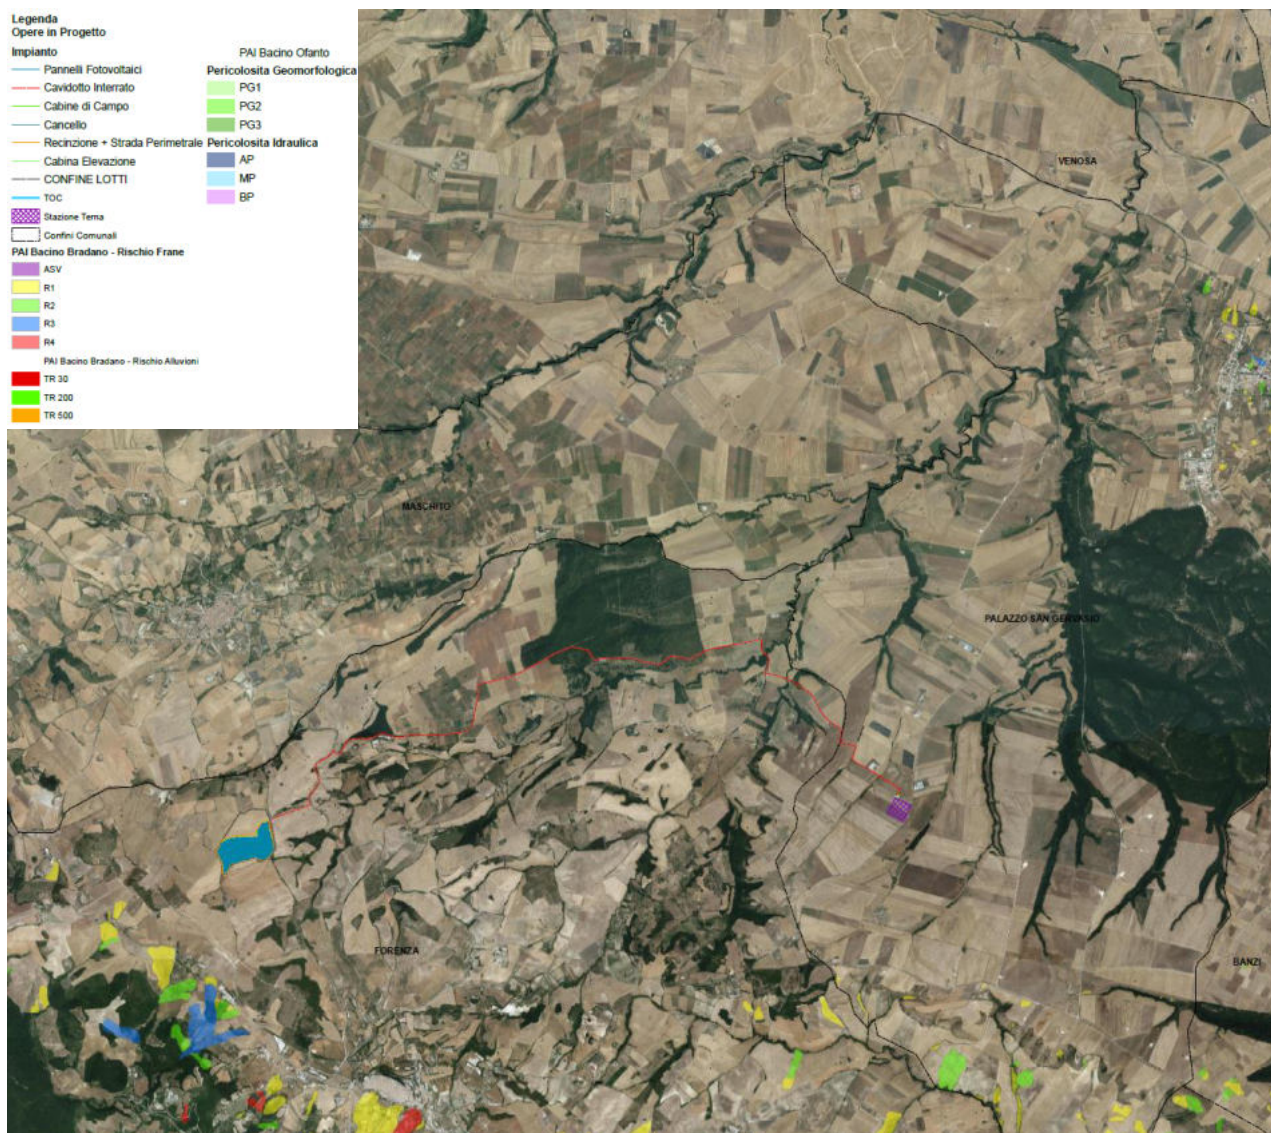 Legenda
Opere in Progetto
Impianto
Pannelli Fotovoltaici
Cavidotto Interrato
Cabine di Campo
Cancello
Recinzione + Strada Perimetrale
Cabina Elevazione
CONFINE LOTTI
TOC
Stazione Terna
Confini Comunali
PAI Bacino Bradano - Rischio Frane
ASV
R1
R2
R3
R4
PAI Bacino Bradano - Rischio Alluvioni
TR 30
TR 200
TR 500
PAI Bacino Ofanto
Pericolosita Geomorfologica
PG1
PG2
PG3
Pericolosita Idraulica
AP
MP
BP
VENOSA
MASCHITO
PALAZZO SAN GERVASIO
FORENZA
BANZI